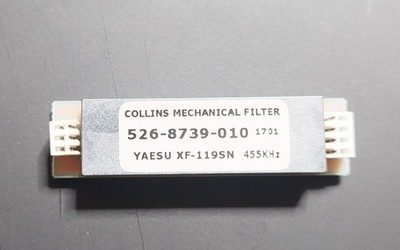 COLLINS MECHANICAL FILTER
526-8739-010 1701
YAESU XF-119SN 455KHz